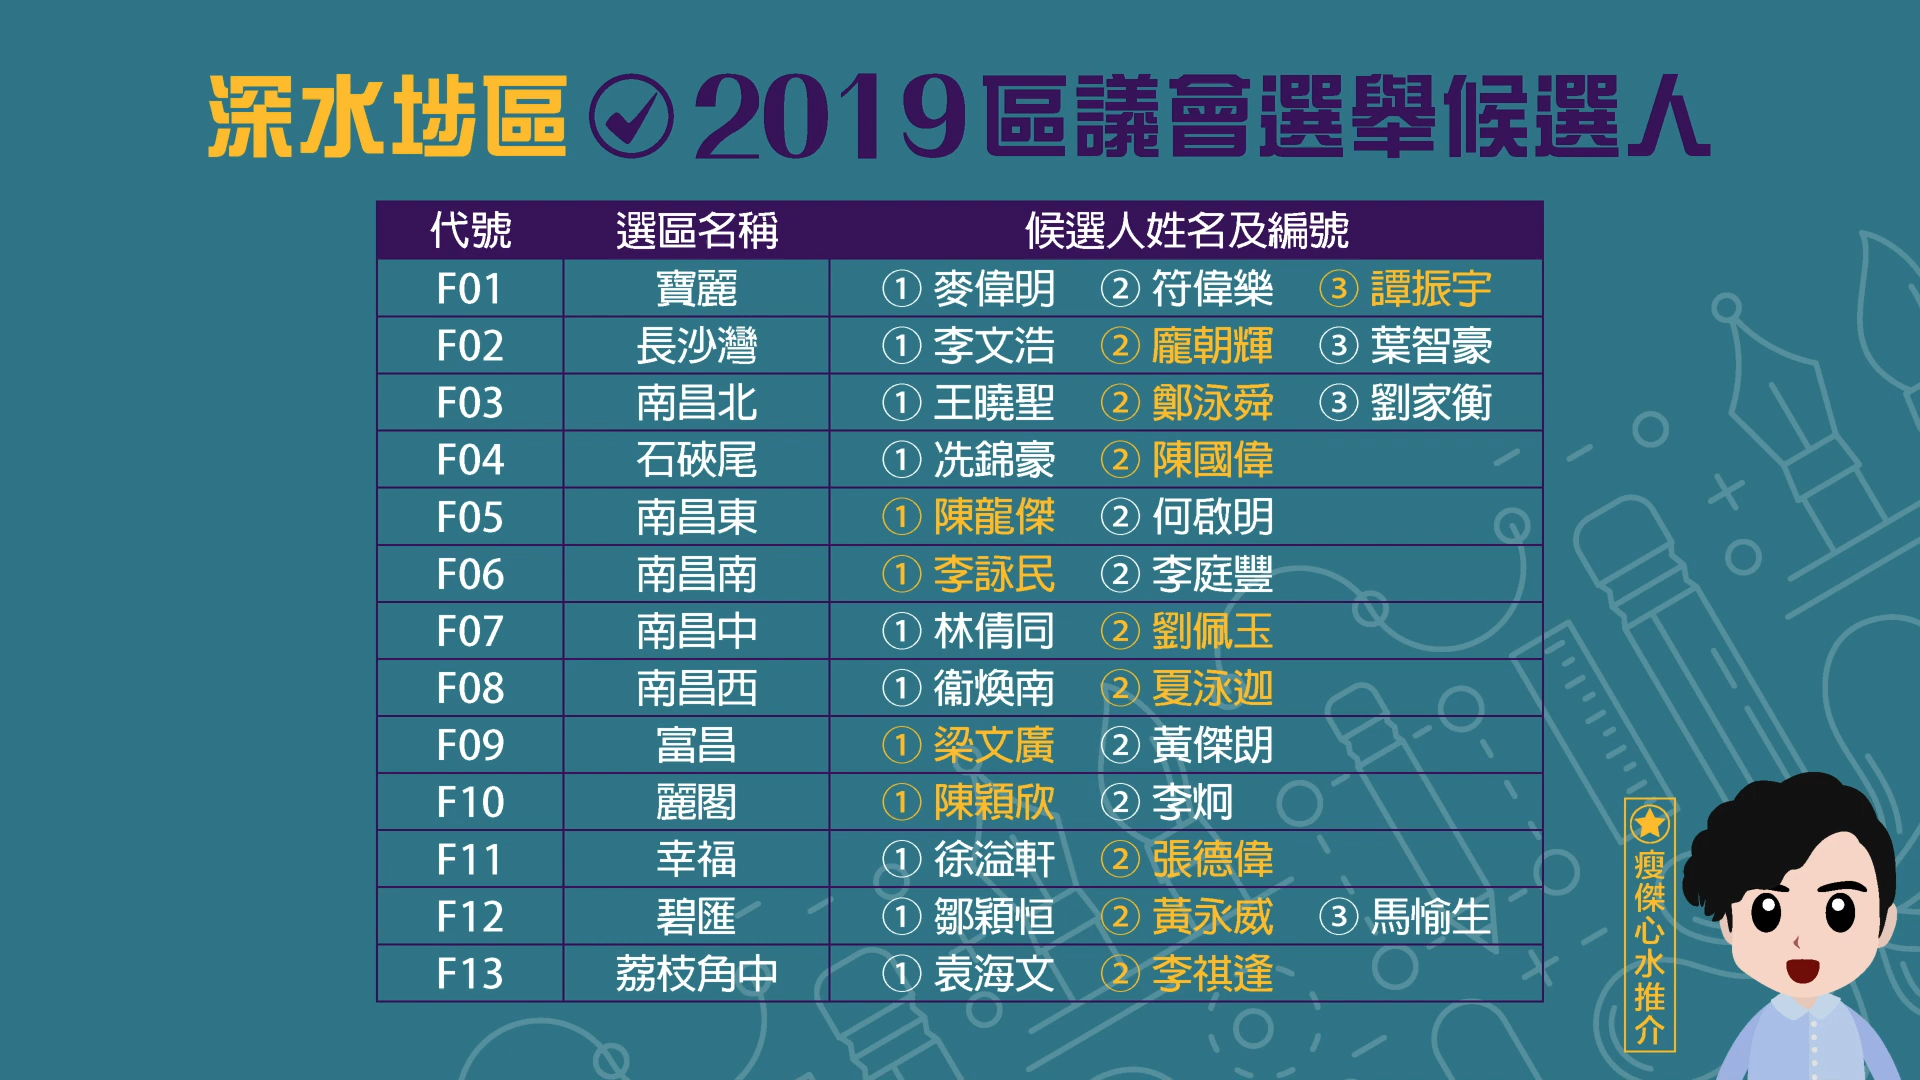 深水埗區 2019區議會選舉候選人
代號 選區名稱 候選人姓名及編號
F01 寶麗 ① 麥偉明 ② 符偉樂 ③ 譚振宇
F02 長沙灣 ① 李文浩 ② 龐朝輝 ③ 葉智豪
F03 南昌北 ① 王曉聖 ② 鄭泳舜 ③ 劉家衡
F04 石硤尾 ① 冼錦豪 ② 陳國偉
F05 南昌東 ① 陳龍傑 ② 何啟明
F06 南昌南 ① 李詠民 ② 李庭豐
F07 南昌中 ① 林倩同 ② 劉佩玉
F08 南昌西 ① 衞煥南 ② 夏泳迦
F09 富昌 ① 梁文廣 ② 黃傑朗
F10 麗閣 ① 陳穎欣 ② 李炯
F11 幸福 ① 徐溢軒 ② 張德偉
F12 碧匯 ① 鄒穎恒 ② 黃永威 ③ 馬愉生
F13 荔枝角中 ① 袁海文 ② 李祺逢
瘦傑心水推介